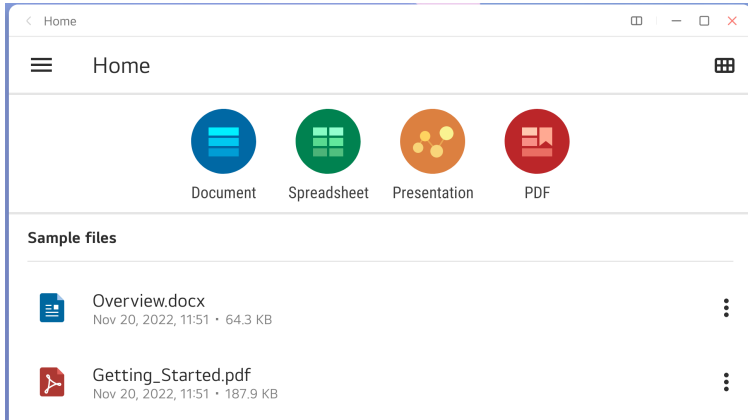 Home
Home
Document Spreadsheet Presentation PDF
Sample files
Overview.docx
Nov 20, 2022, 11:51 • 64.3 KB
Getting_Started.pdf
Nov 20, 2022, 11:51 • 187.9 KB